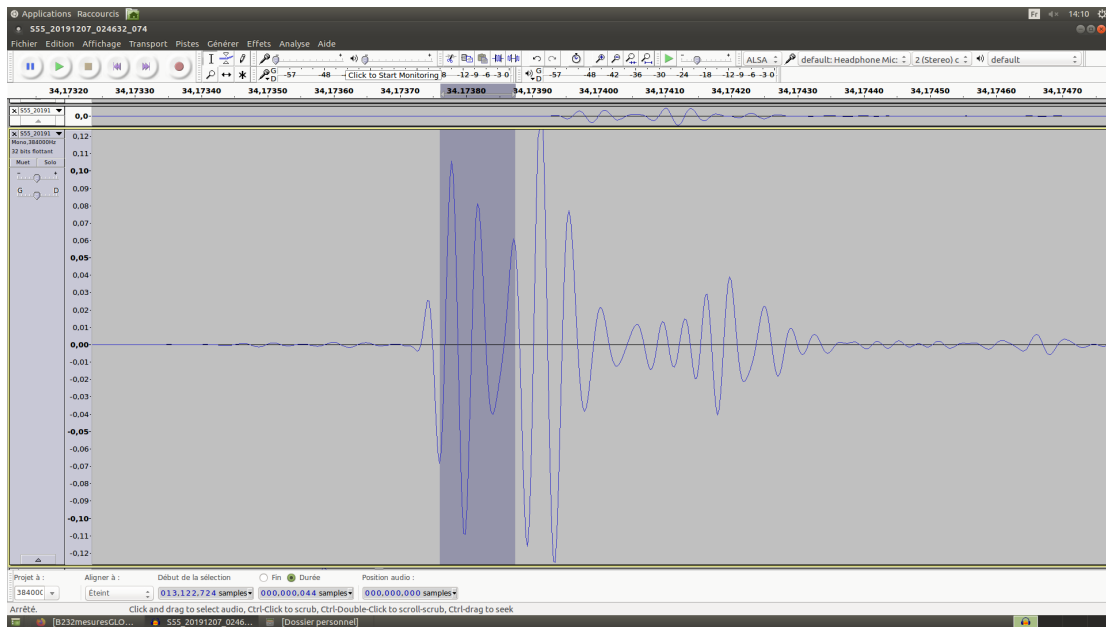 Applications Raccourcis Fr 14:10
S55_20191207_024632_074
Fichier Edition Affichage Transport Pistes Générer Effets Analyse Aide
-57 -48 Click to Start Monitoring 8 -12 -9 -6 -3 0 G D -57 -48 -42 -36 -30 -24 -18 -12 -9 -6 -3 0 ALSA default: Headphone Mic: 2 (Stereo) c default
34,17320 34,17330 34,17340 34,17350 34,17360 34,17370 34,17380 34,17390 34,17400 34,17410 34,17420 34,17430 34,17440 34,17450 34,17460 34,17470
X S55_20191 0,0-
X S55_20191 0,12-
Mono,384000Hz
32 bits flottant 0,11-
Muet Solo
- + 0,10-
G D 0,09-
0,08-
0,07-
0,06-
0,05-
0,04-
0,03-
0,02-
0,01-
0,00-
-0,01-
-0,02-
-0,03-
-0,04-
-0,05-
-0,06-
-0,07-
-0,08-
-0,09-
-0,10-
-0,11-
-0,12-
Projet à : Aligner à : Début de la sélection Fin Durée Position audio :
384000 Eteint 013,122,724 samples 000,000,044 samples 000,000,000 samples
Arrêté. Click and drag to select audio, Ctrl-Click to scrub, Ctrl-Double-Click to scroll-scrub, Ctrl-drag to seek
[B232mesuresGLO... S55_20191207_0246... [Dossier personnel]